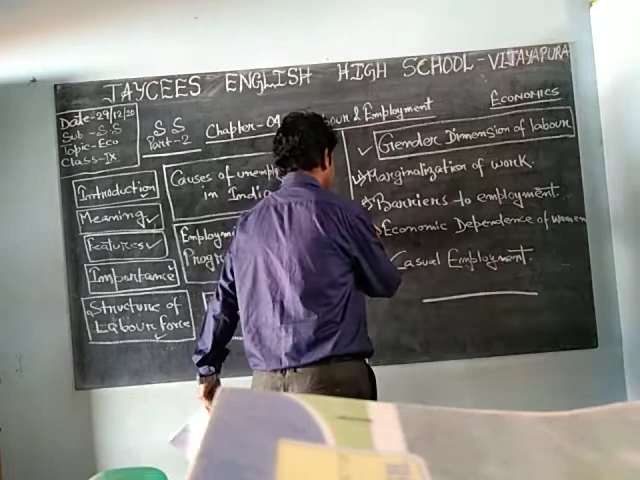 JAYCEES ENGLISH HIGH SCHOOL - VIJAYAPURA
Date - 29/12/20
Sub - S.S
Topic - Eco
Class - IX
S S
Part - 2
Chapter - 04
& Employment
Economics
Introduction
Meaning
Features
Importance
Structure of
Labour force
Causes of
in India
Gender Dimension of labour
Marginalization of work.
Barriers to employment.
Economic Dependence of women
Casual Employment.